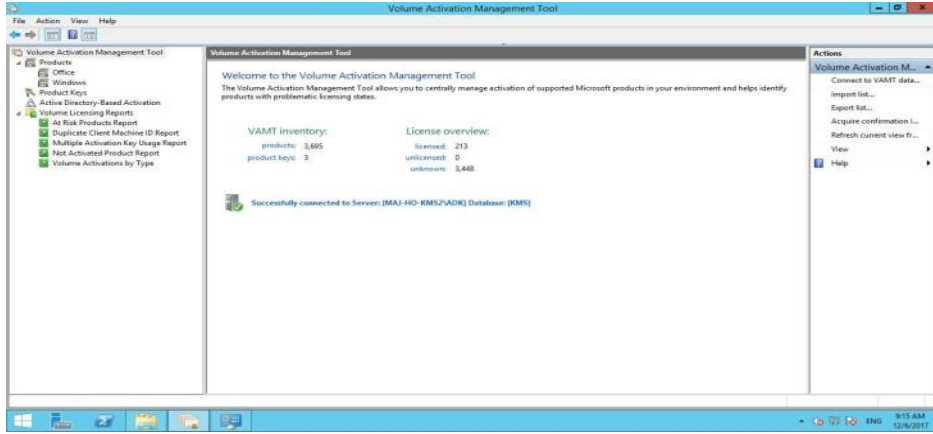 Volume Activation Management Tool
File Action View Help
Volume Activation Management Tool
Products
Office
Windows
Product Keys
Active Directory-Based Activation
Volume Licensing Reports
At Risk Products Report
Duplicate Client Machine ID Report
Multiple Activation Key Usage Report
Not Activated Product Report
Volume Activations by Type
Volume Activation Management Tool
Welcome to the Volume Activation Management Tool
The Volume Activation Management Tool allows you to centrally manage activation of supported Microsoft products in your environment and helps identify
products with problematic licensing states.
VAMT inventory:
products: 3,695
product keys: 3
License overview:
licensed: 213
unlicensed: 0
unknown: 3,448
Successfully connected to Server: [MAJ-HO-KMS2\ADK] Database: [KMS]
Actions
Volume Activation M...
Connect to VAMT data...
Import list...
Export list...
Acquire confirmation I...
Refresh current view fr...
View
Help
ENG
9:15 AM
12/6/2017